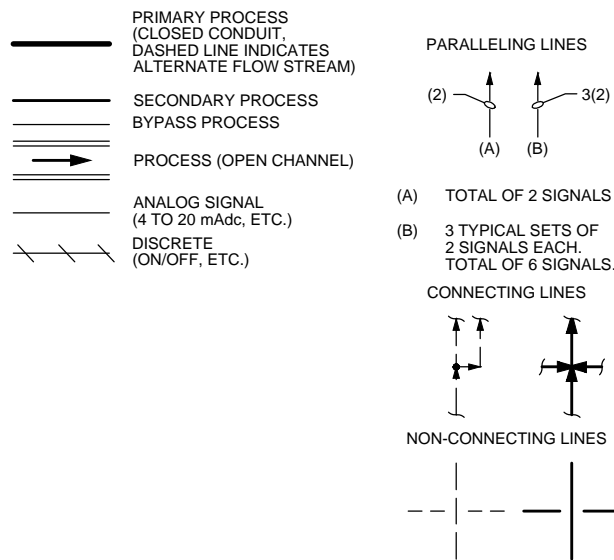 PRIMARY PROCESS
(CLOSED CONDUIT,
DASHED LINE INDICATES
ALTERNATE FLOW STREAM)
SECONDARY PROCESS
BYPASS PROCESS
PROCESS (OPEN CHANNEL)
ANALOG SIGNAL
(4 TO 20 mAdc, ETC.)
DISCRETE
(ON/OFF, ETC.)
PARALLELING LINES
(2) 3(2)
(A) (B)
(A) TOTAL OF 2 SIGNALS
(B) 3 TYPICAL SETS OF
2 SIGNALS EACH.
TOTAL OF 6 SIGNALS.
CONNECTING LINES
NON-CONNECTING LINES